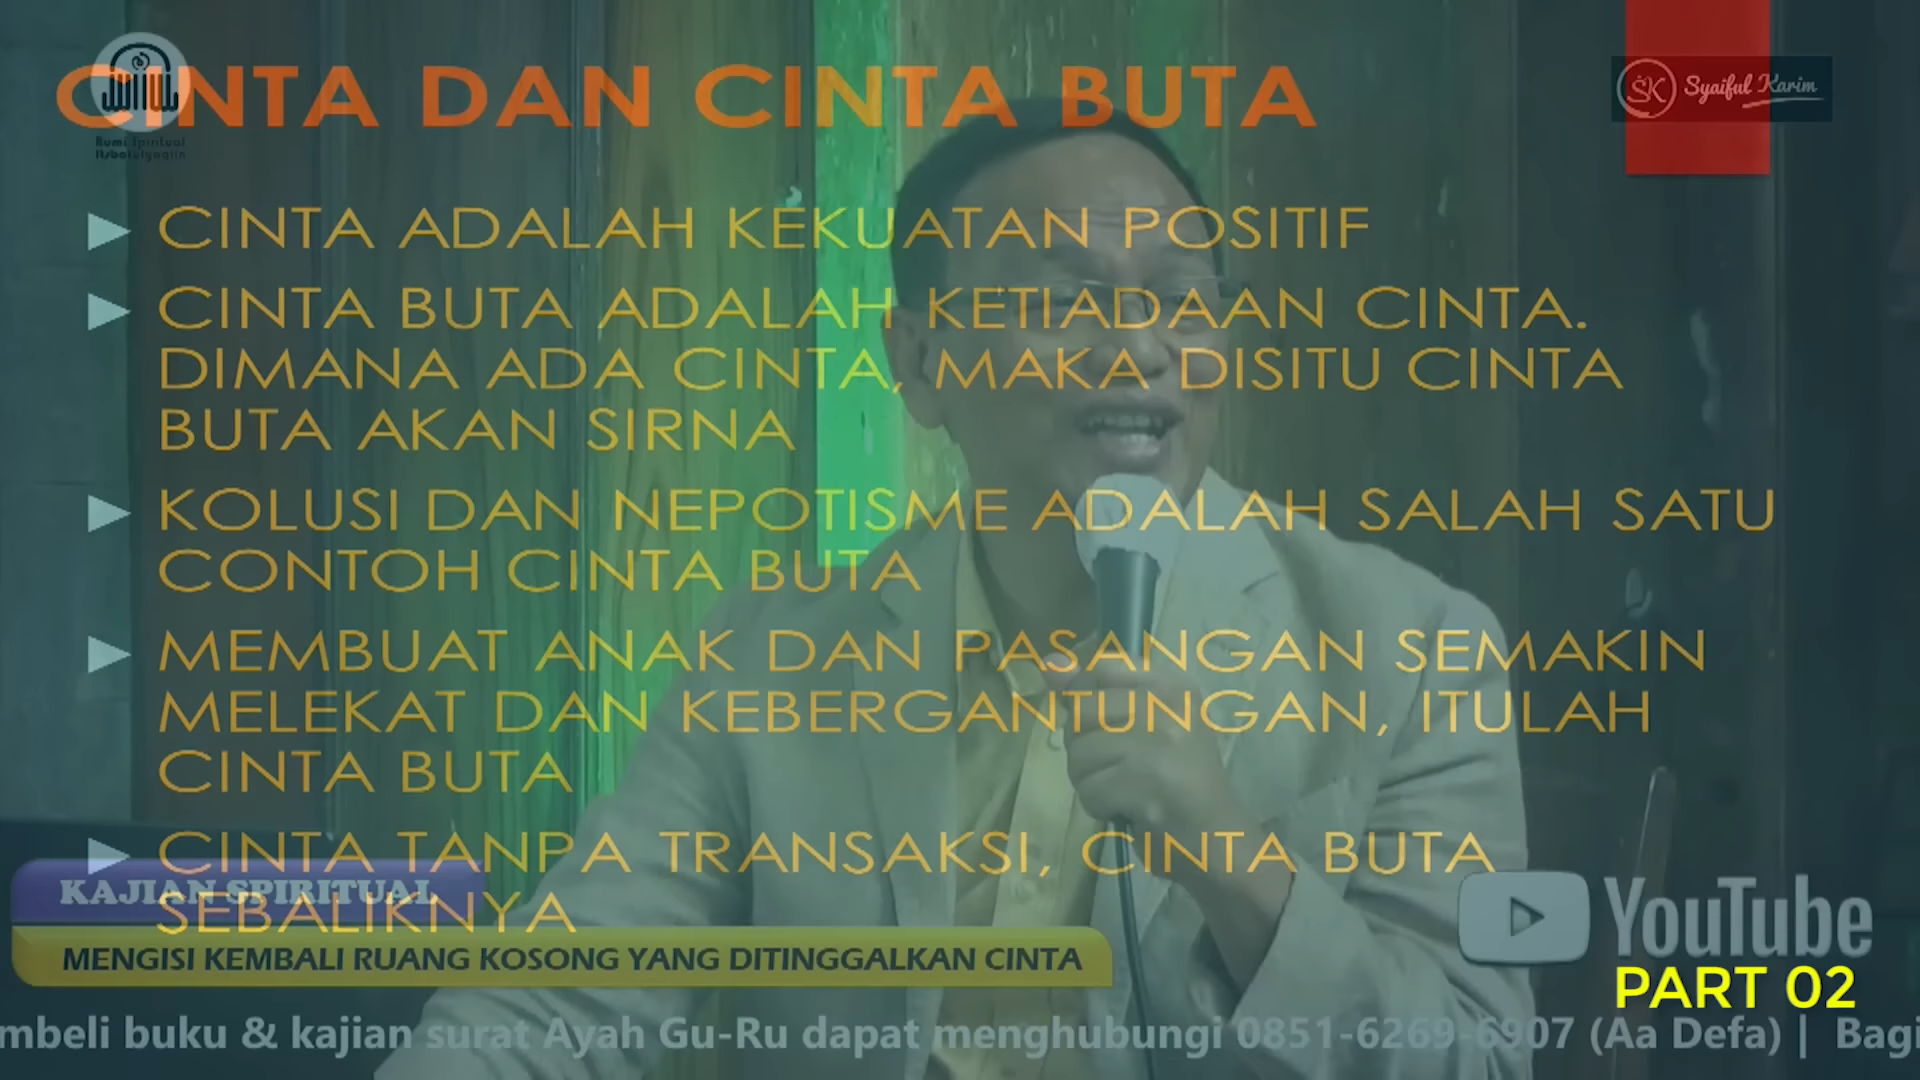 CINTA DAN CINTA BUTA
Bumi Spiritual
Itsbatulyaqiin
SK Syaiful Karim
CINTA ADALAH KEKUATAN POSITIF
CINTA BUTA ADALAH KETIADAAN CINTA.
DIMANA ADA CINTA, MAKA DISITU CINTA
BUTA AKAN SIRNA
KOLUSI DAN NEPOTISME ADALAH SALAH SATU
CONTOH CINTA BUTA
MEMBUAT ANAK DAN PASANGAN SEMAKIN
MELEKAT DAN KEBERGANTUNGAN, ITULAH
CINTA BUTA
CINTA TANPA TRANSAKSI, CINTA BUTA
SEBALIKNYA
KAJIAN SPIRITUAL
MENGISI KEMBALI RUANG KOSONG YANG DITINGGALKAN CINTA
YouTube
PART 02
mbeli buku & kajian surat Ayah Gu-Ru dapat menghubungi 0851-6269-6907 (Aa Defa) | Bagi